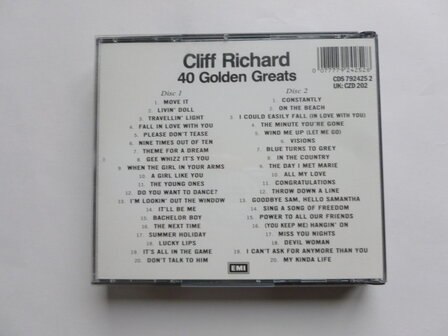 Cliff Richard
40 Golden Greats
0 077779 242528
CDS 792425 2
UK: CZD 202
Disc 1
1. MOVE IT
2. LIVIN' DOLL
3. TRAVELLIN' LIGHT
4. FALL IN LOVE WITH YOU
5. PLEASE DON'T TEASE
6. NINE TIMES OUT OF TEN
7. THEME FOR A DREAM
8. GEE WHIZZ IT'S YOU
9. WHEN THE GIRL IN YOUR ARMS
10. A GIRL LIKE YOU
11. THE YOUNG ONES
12. DO YOU WANT TO DANCE?
13. I'M LOOKIN' OUT THE WINDOW
14. IT'LL BE ME
15. BACHELOR BOY
16. THE NEXT TIME
17. SUMMER HOLIDAY
18. LUCKY LIPS
19. IT'S ALL IN THE GAME
20. DON'T TALK TO HIM
Disc 2
1. CONSTANTLY
2. ON THE BEACH
3. I COULD EASILY FALL (IN LOVE WITH YOU)
4. THE MINUTE YOU'RE GONE
5. WIND ME UP (LET ME GO)
6. VISIONS
7. BLUE TURNS TO GREY
8. IN THE COUNTRY
9. THE DAY I MET MARIE
10. ALL MY LOVE
11. CONGRATULATIONS
12. THROW DOWN A LINE
13. GOODBYE SAM, HELLO SAMANTHA
14. SING A SONG OF FREEDOM
15. POWER TO ALL OUR FRIENDS
16. (YOU KEEP ME) HANGIN' ON
17. MISS YOU NIGHTS
18. DEVIL WOMAN
19. I CAN'T ASK FOR ANYMORE THAN YOU
20. MY KINDA LIFE
EMI